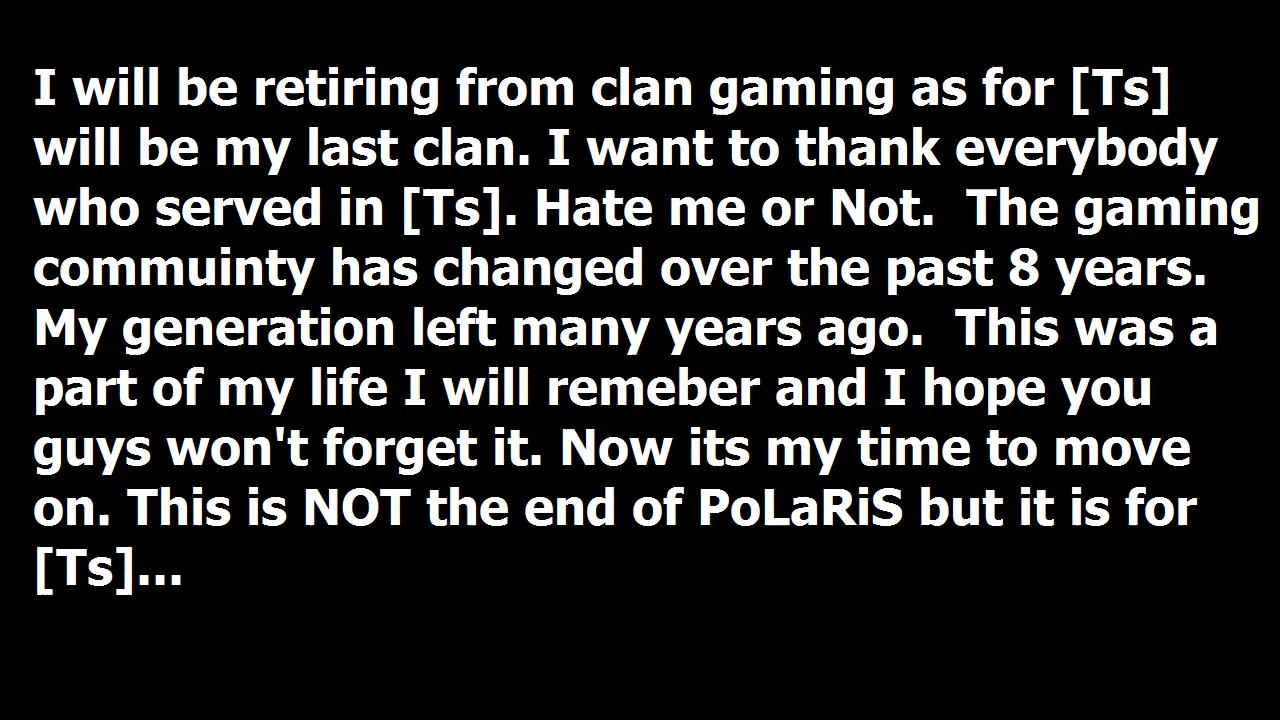 I will be retiring from clan gaming as for [Ts]
will be my last clan. I want to thank everybody
who served in [Ts]. Hate me or Not.  The gaming
commuinty has changed over the past 8 years.
My generation left many years ago.  This was a
part of my life I will remeber and I hope you
guys won't forget it. Now its my time to move
on. This is NOT the end of PoLaRiS but it is for
[Ts]...